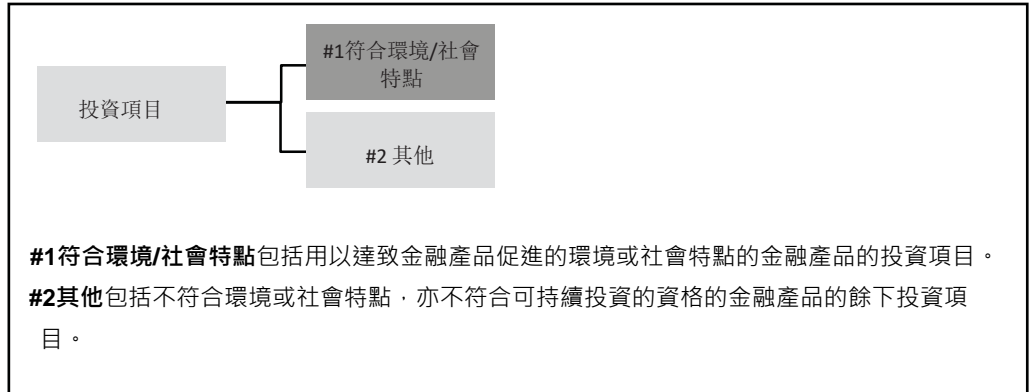 #1符合環境/社會
特點
投資項目
#2 其他
#1符合環境/社會特點包括用以達致金融產品促進的環境或社會特點的金融產品的投資項目。
#2其他包括不符合環境或社會特點，亦不符合可持續投資的資格的金融產品的餘下投資項
目。